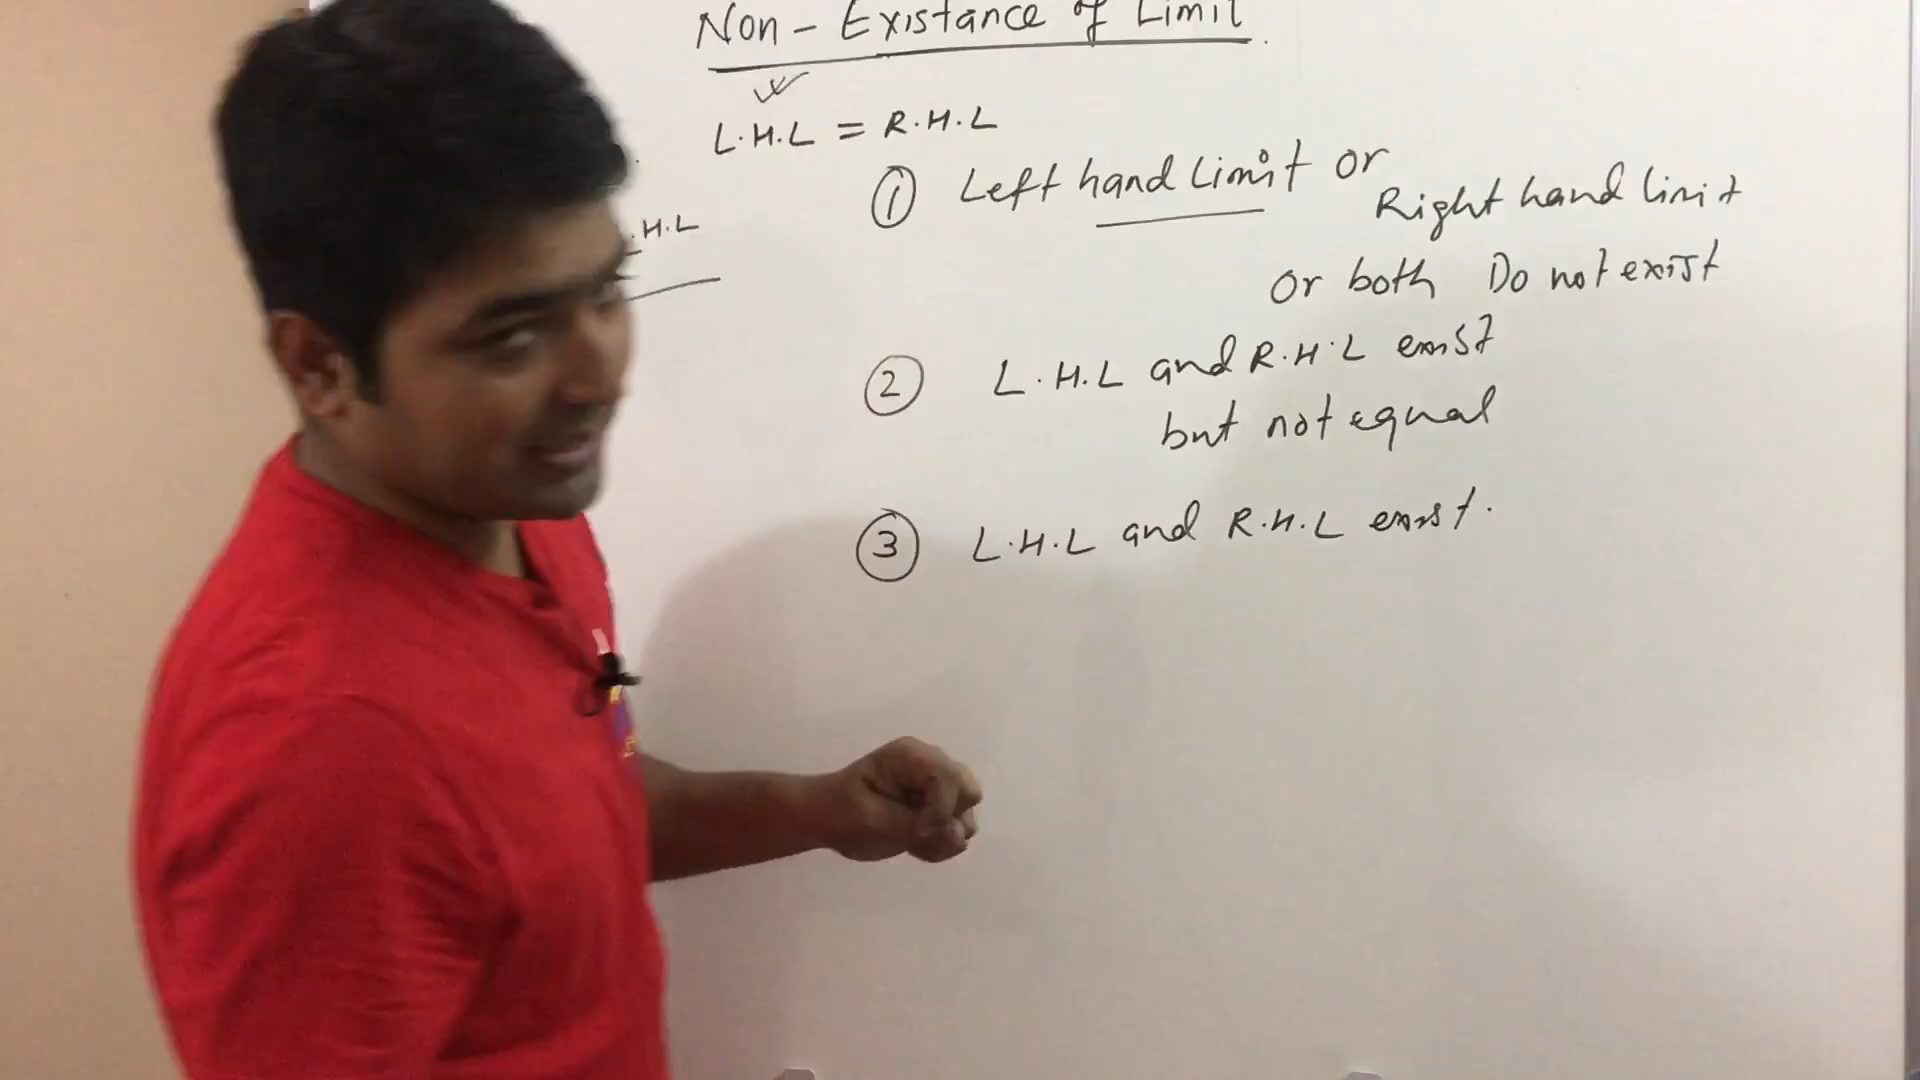 Non - Existance of Limit.
L.H.L = R.H.L
.H.L
① Left hand Limit or
Right hand limit
or both Do not exist
② L.H.L and R.H.L exist
but not equal
③ L.H.L and R.H.L exist.